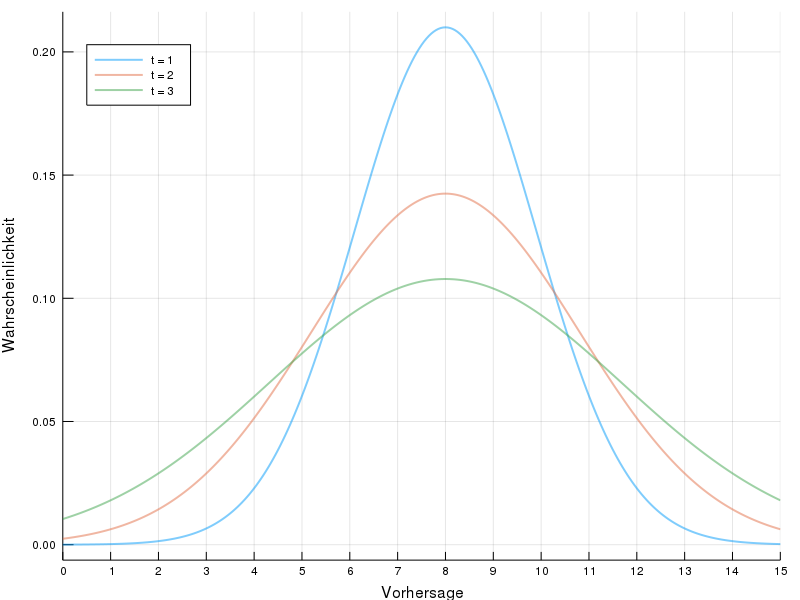 0.20
0.15
0.10
0.05
0.00
Wahrscheinlichkeit
t = 1
t = 2
t = 3
0 1 2 3 4 5 6 7 8 9 10 11 12 13 14 15
Vorhersage